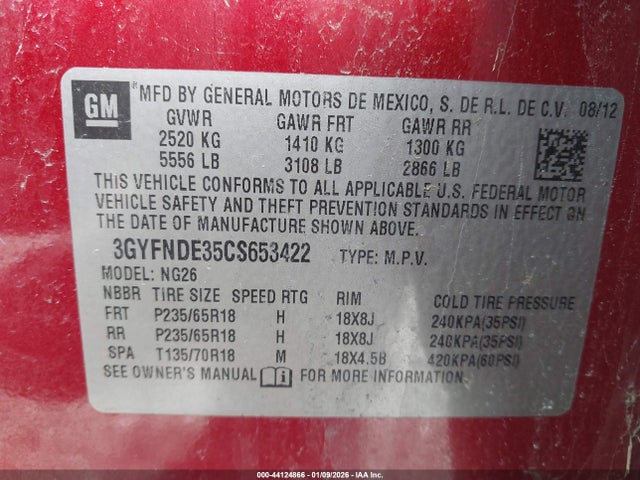 GM
MFD BY GENERAL MOTORS DE MEXICO, S. DE R.L. DE C.V. 08/12
GVWR GAWR FRT GAWR RR
2520 KG 1410 KG 1300 KG
5556 LB 3108 LB 2866 LB
THIS VEHICLE CONFORMS TO ALL APPLICABLE U.S. FEDERAL MOTOR
VEHICLE SAFETY AND THEFT PREVENTION STANDARDS IN EFFECT ON
THE DATE OF MANUFACTURE SHOWN ABOVE.
3GYFNDE35CS653422 TYPE: M.P.V.
MODEL: NG26
NBBR TIRE SIZE SPEED RTG RIM COLD TIRE PRESSURE
FRT P235/65R18 H 18X8J 240KPA(35PSI)
RR P235/65R18 H 18X8J 240KPA(35PSI)
SPA T135/70R18 M 18X4.5B 420KPA(60PSI)
SEE OWNER'S MANUAL FOR MORE INFORMATION.
000-44124866 | 01/09/2026 | IAA Inc.